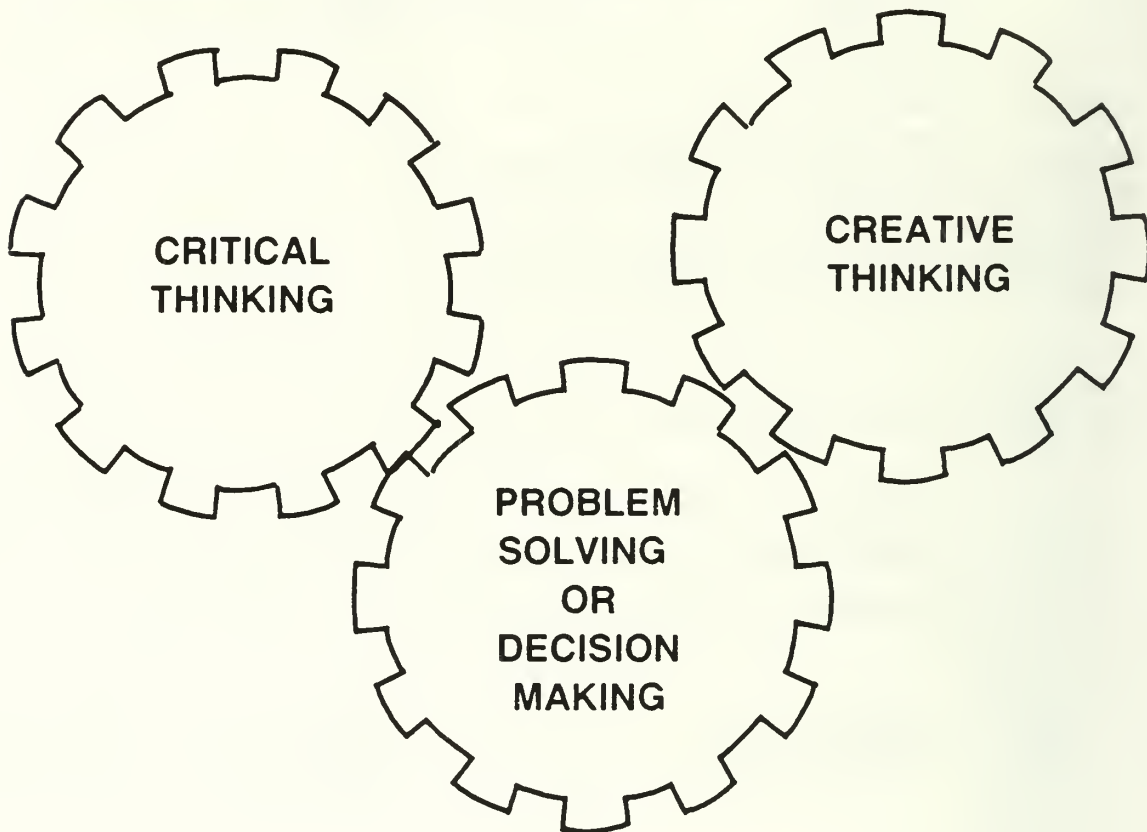 CRITICAL
THINKING
CREATIVE
THINKING
PROBLEM
SOLVING
OR
DECISION
MAKING